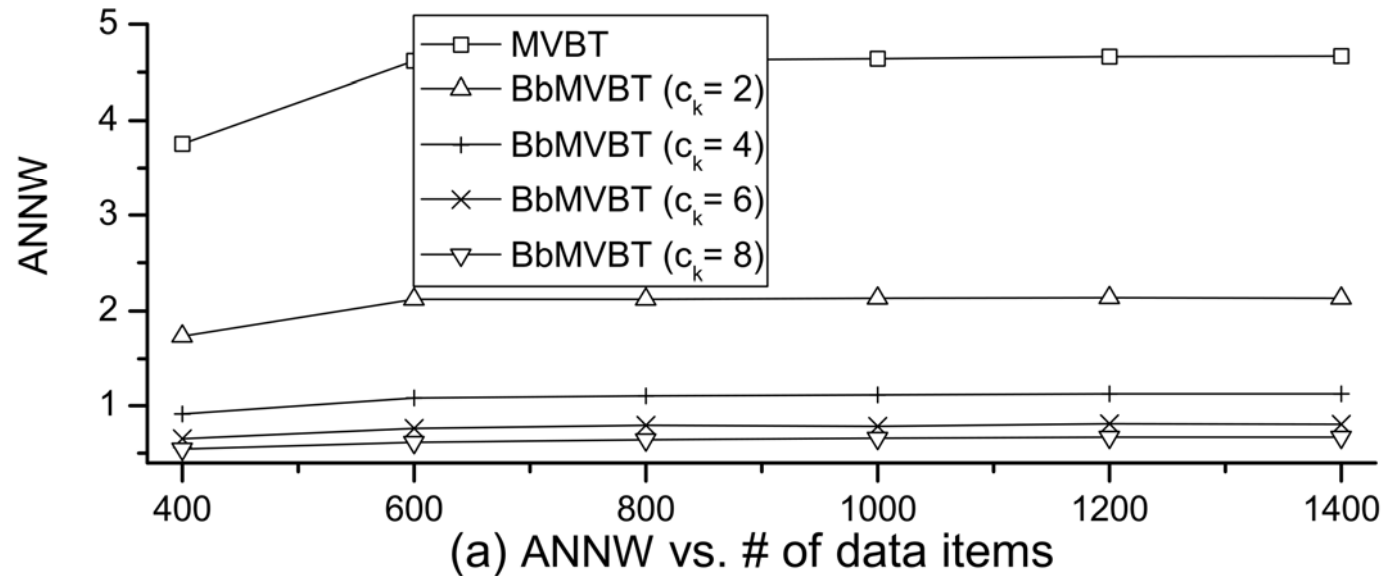 5
4
3
2
1
ANNW
MVBT
BbMVBT (c_k= 2)
BbMVBT (c_k= 4)
BbMVBT (c_k= 6)
BbMVBT (c_k= 8)
400 600 800 1000 1200 1400
(a) ANNW vs. # of data items